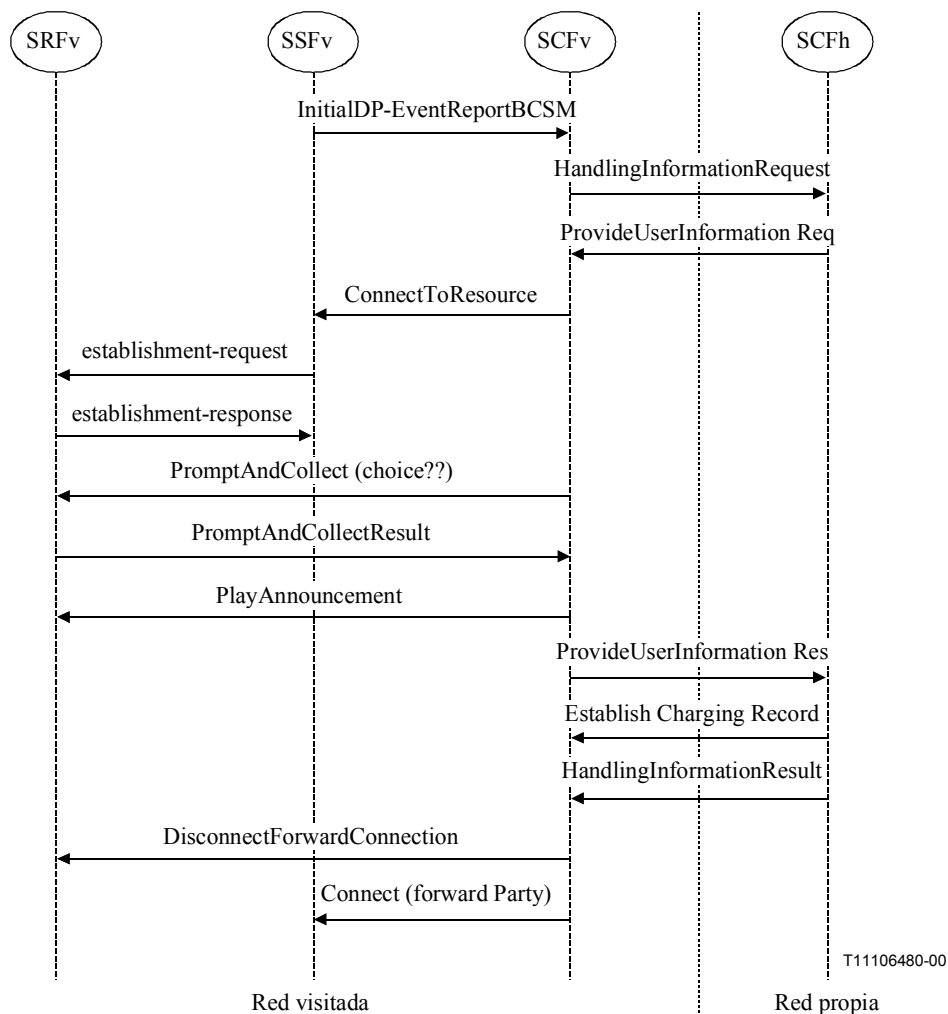 SRFv
SSFv
SCFv
SCFh
InitialDP-EventReportBCSM
HandlingInformationRequest
ProvideUserInformation Req
ConnectToResource
establishment-request
establishment-response
PromptAndCollect (choice??)
PromptAndCollectResult
PlayAnnouncement
ProvideUserInformation Res
Establish Charging Record
HandlingInformationResult
DisconnectForwardConnection
Connect (forward Party)
T11106480-00
Red visitada
Red propia